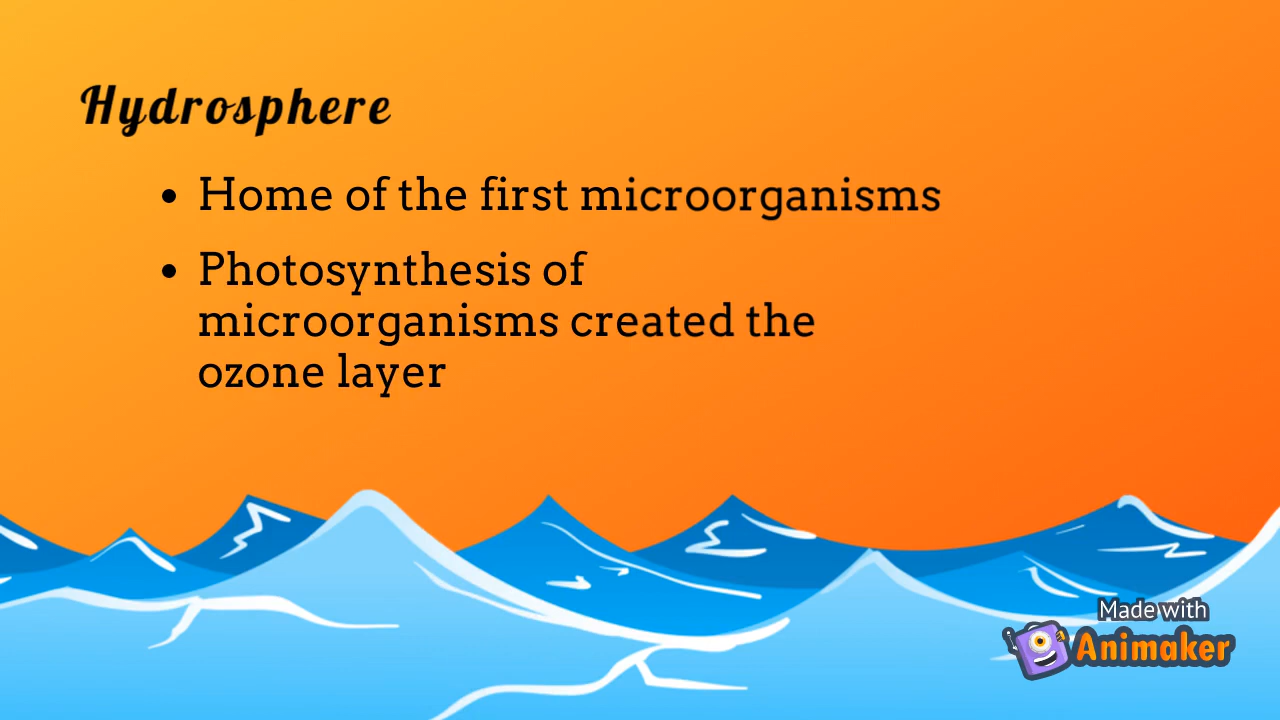 Hydrosphere
• Home of the first microorganisms
• Photosynthesis of
microorganisms created the
ozone layer
Made with
Animaker